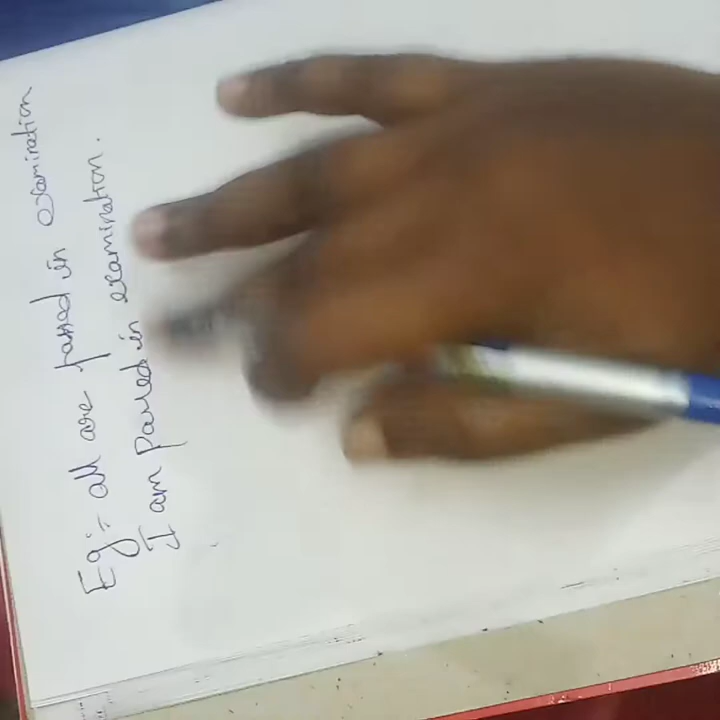 Eg:- all are passed in examination
I am passed in examination.